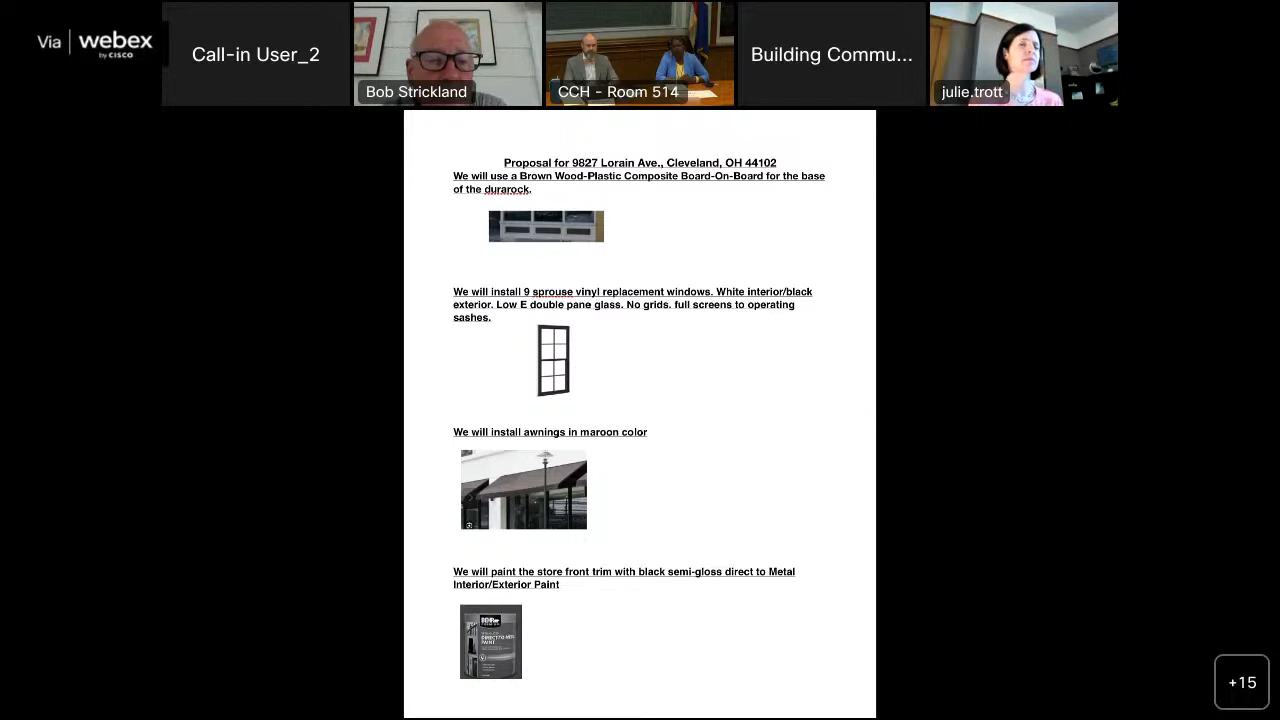 Via webex
by CISCO
Call-in User_2
Bob Strickland
CCH - Room 514
Building Commu...
julie.trott
Proposal for 9827 Lorain Ave., Cleveland, OH 44102
We will use a Brown Wood-Plastic Composite Board-On-Board for the base
of the durarock.
We will install 9 sprouse vinyl replacement windows. White interior/black
exterior. Low E double pane glass. No grids. full screens to operating
sashes.
We will install awnings in maroon color
We will paint the store front trim with black semi-gloss direct to Metal
Interior/Exterior Paint
BEHR
PAINT
+15